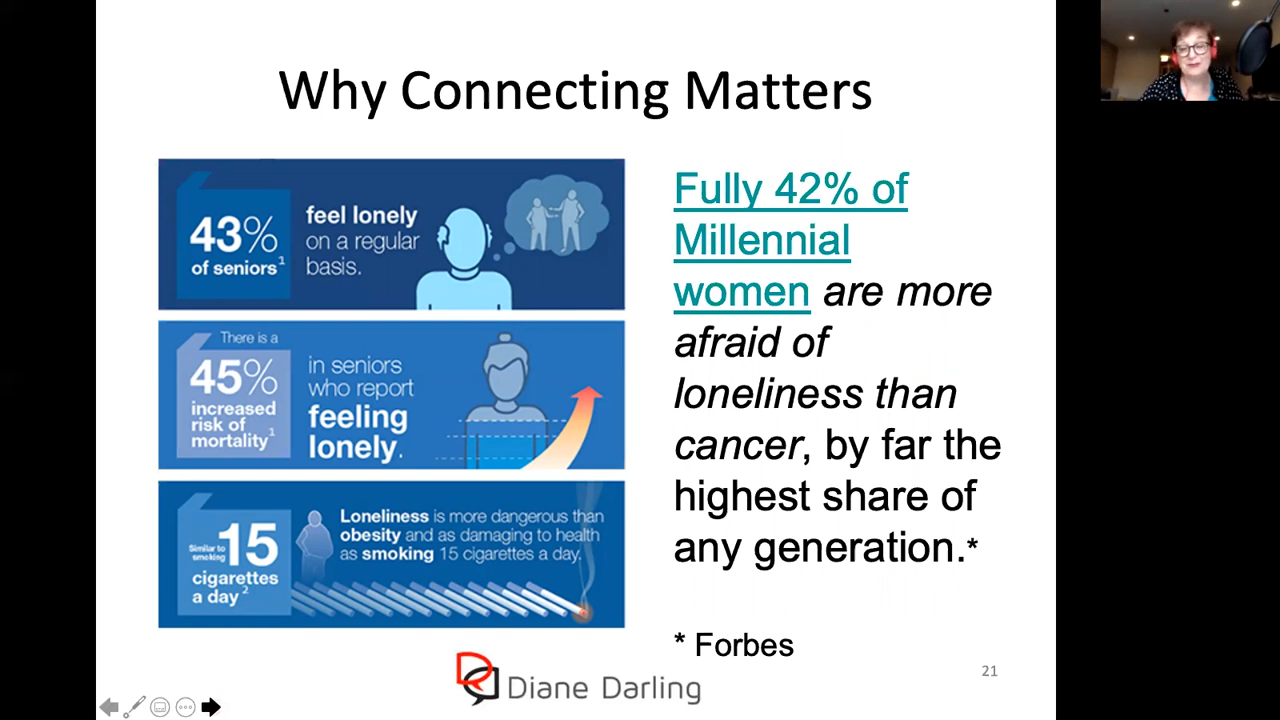 Why Connecting Matters
43%
of seniors1
feel lonely
on a regular
basis.
There is a
45%
increased
risk of
mortality1
in seniors
who report
feeling
lonely.
Similar to
smoking
15
cigarettes
a day2
Loneliness is more dangerous than
obesity and as damaging to health
as smoking 15 cigarettes a day.
Fully 42% of
Millennial
women are more
afraid of
loneliness than
cancer, by far the
highest share of
any generation.*
* Forbes
Diane Darling
21